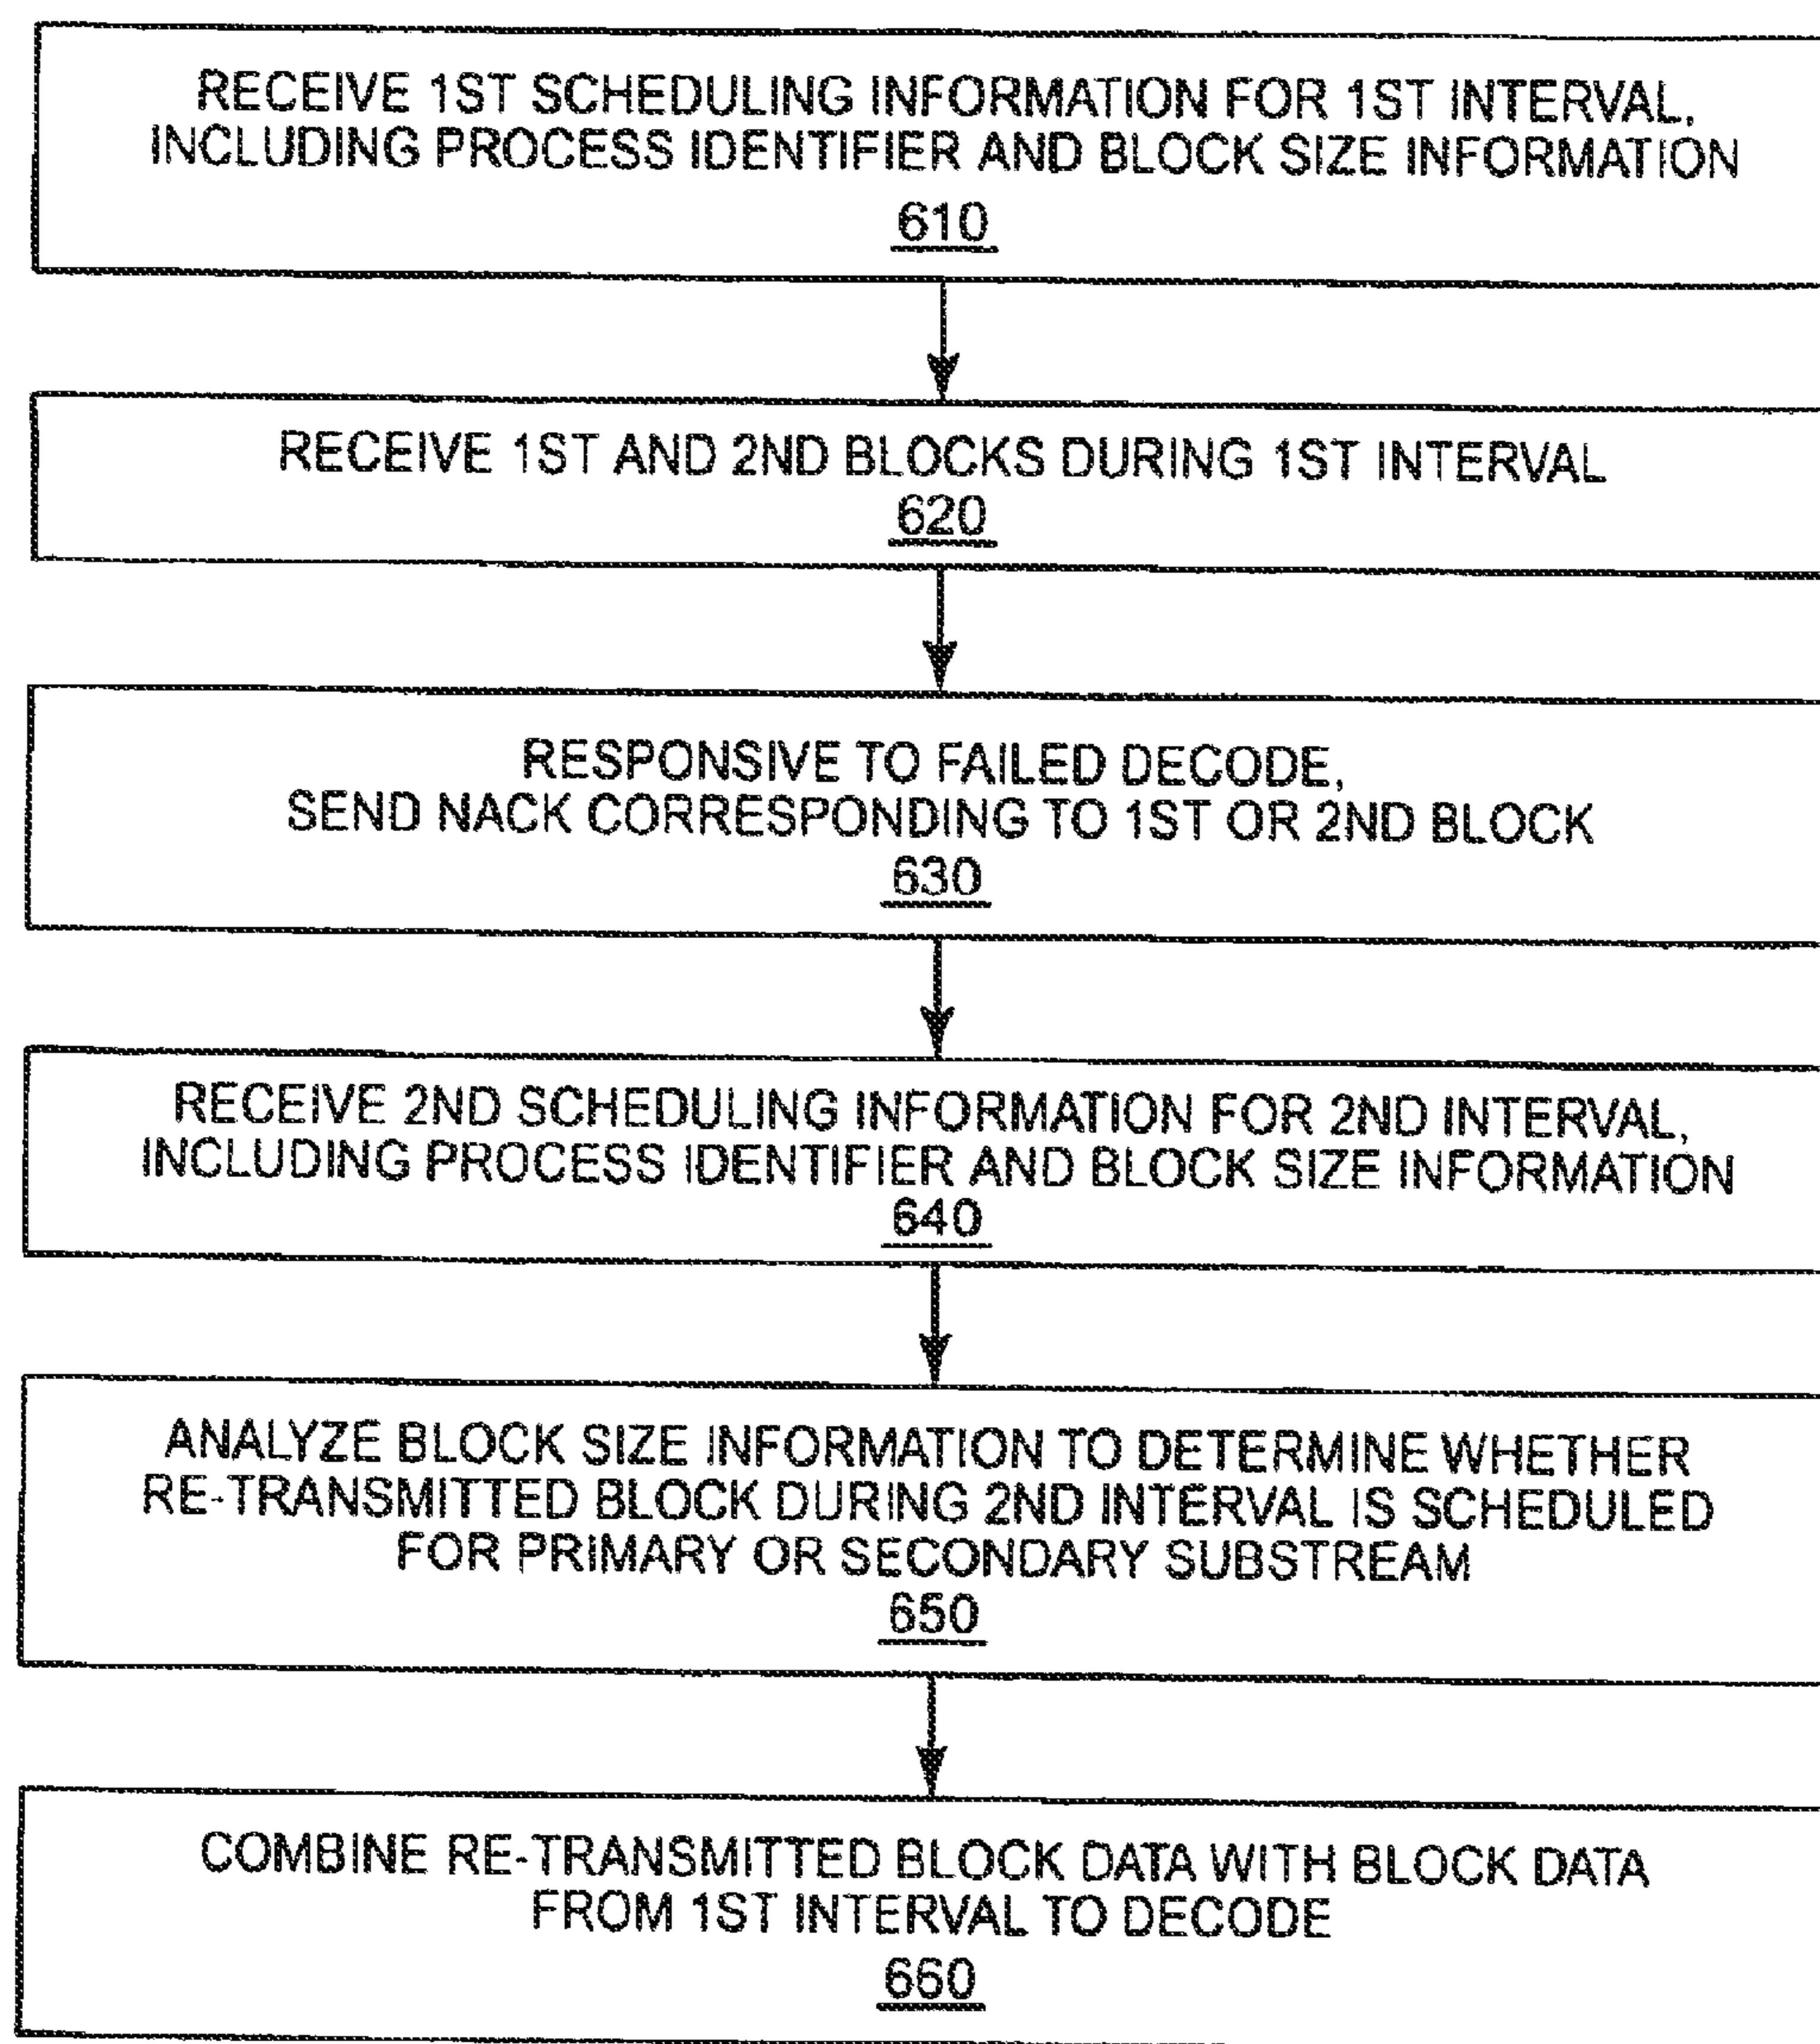 RECEIVE 1ST SCHEDULING INFORMATION FOR 1ST INTERVAL,
INCLUDING PROCESS IDENTIFIER AND BLOCK SIZE INFORMATION
610
RECEIVE 1ST AND 2ND BLOCKS DURING 1ST INTERVAL
620
RESPONSIVE TO FAILED DECODE,
SEND NACK CORRESPONDING TO 1ST OR 2ND BLOCK
630
RECEIVE 2ND SCHEDULING INFORMATION FOR 2ND INTERVAL,
INCLUDING PROCESS IDENTIFIER AND BLOCK SIZE INFORMATION
640
ANALYZE BLOCK SIZE INFORMATION TO DETERMINE WHETHER
RE-TRANSMITTED BLOCK DURING 2ND INTERVAL IS SCHEDULED
FOR PRIMARY OR SECONDARY SUBSTREAM
650
COMBINE RE-TRANSMITTED BLOCK DATA WITH BLOCK DATA
FROM 1ST INTERVAL TO DECODE
660